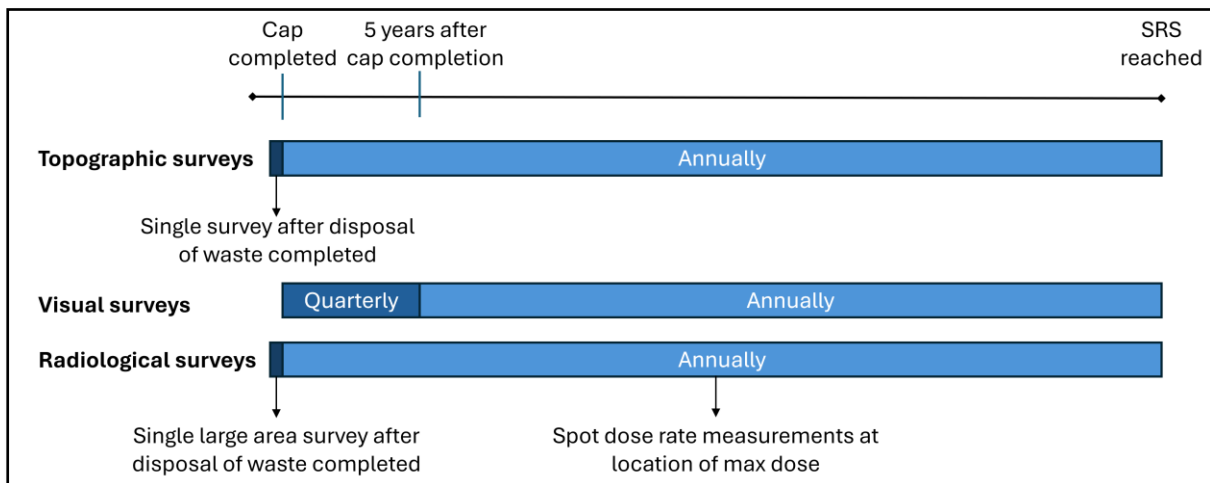 Cap
completed
5 years after
cap completion
SRS
reached
Topographic surveys
Annually
Single survey after disposal
of waste completed
Visual surveys
Quarterly
Annually
Radiological surveys
Annually
Single large area survey after
disposal of waste completed
Spot dose rate measurements at
location of max dose